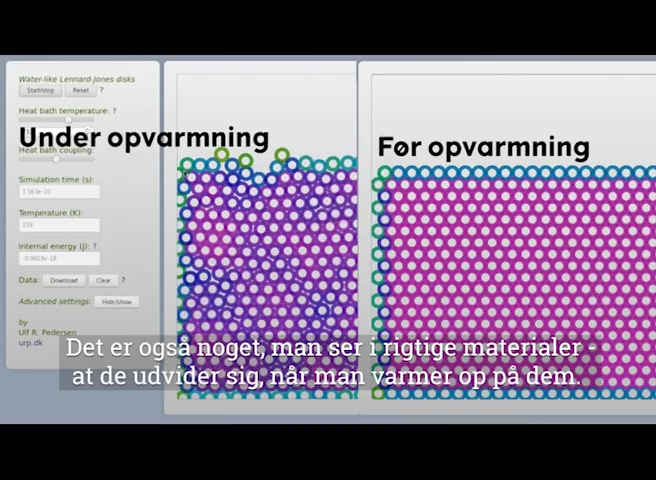 Water-like Lennard-Jones disks
Start/stop Reset ?
Heat bath temperature: ?
Under opvarmning
Før opvarmning
Heat bath coupling:
Simulation time (s):
Temperature (K):
159
Internal energy (J): ?
Data: Download Clear ?
Advanced settings: Hide/show
by
Ulf R. Pedersen
urp.dk
Det er også noget, man ser i rigtige materialer -
at de udvider sig, når man varmer op på dem.